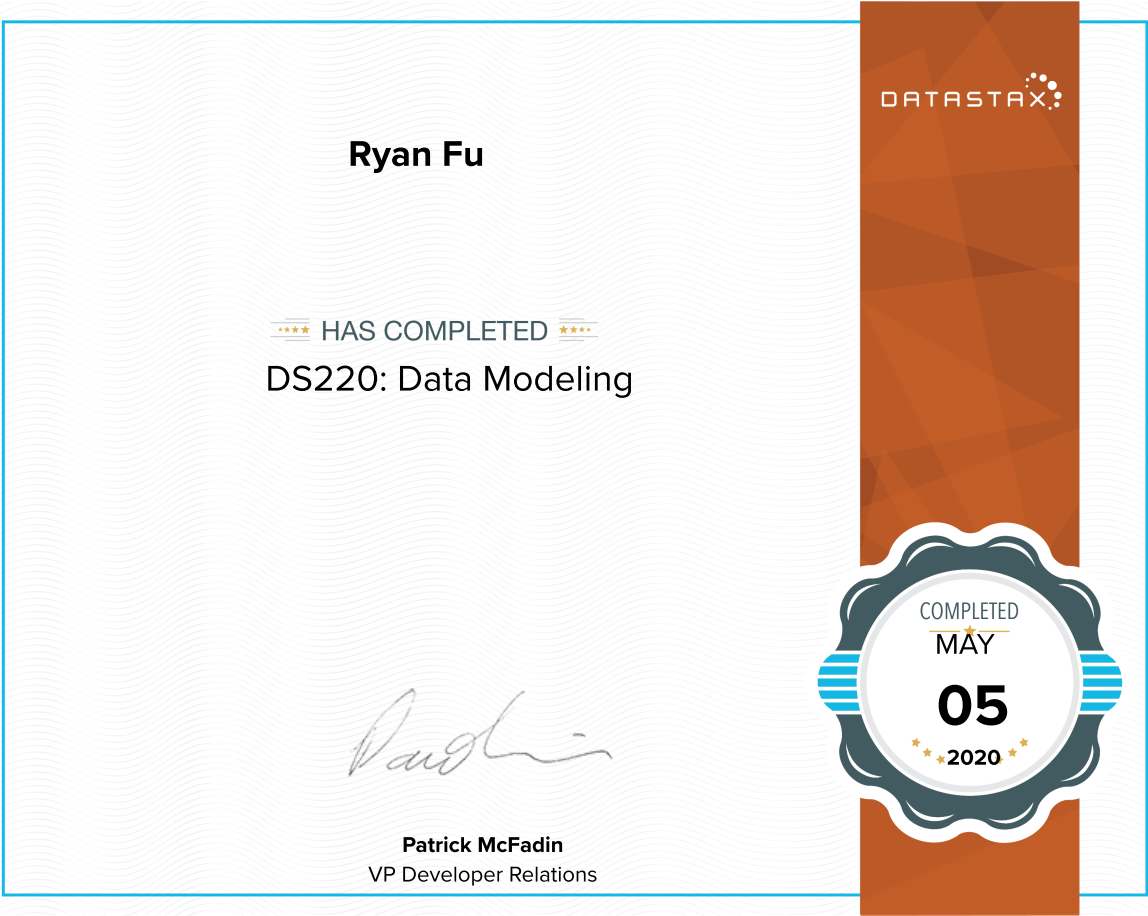 DATASTAX
Ryan Fu
HAS COMPLETED
DS220: Data Modeling
COMPLETED
MAY
05
2020
Patrick McFadin
VP Developer Relations